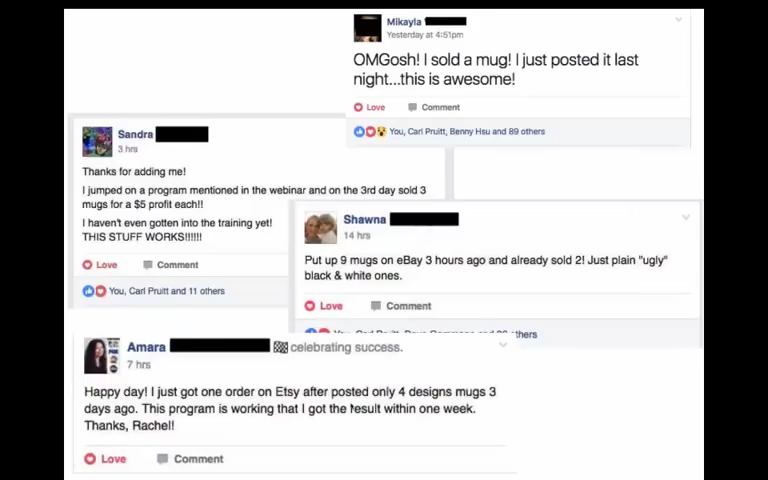 Mikayla
Yesterday at 4:51pm
OMGosh! I sold a mug! I just posted it last
night...this is awesome!
Love Comment
You, Carl Pruitt, Benny Hsu and 89 others
Sandra
3 hrs
Thanks for adding me!
I jumped on a program mentioned in the webinar and on the 3rd day sold 3
mugs for a $5 profit each!!
I haven't even gotten into the training yet!
THIS STUFF WORKS!!!!!!
Love Comment
You, Carl Pruitt and 11 others
Shawna
14 hrs
Put up 9 mugs on eBay 3 hours ago and already sold 2! Just plain "ugly"
black & white ones.
Love Comment
You, Carl Pruitt, and others
Amara celebrating success.
7 hrs
Happy day! I just got one order on Etsy after posted only 4 designs mugs 3
days ago. This program is working that I got the result within one week.
Thanks, Rachel!
Love Comment